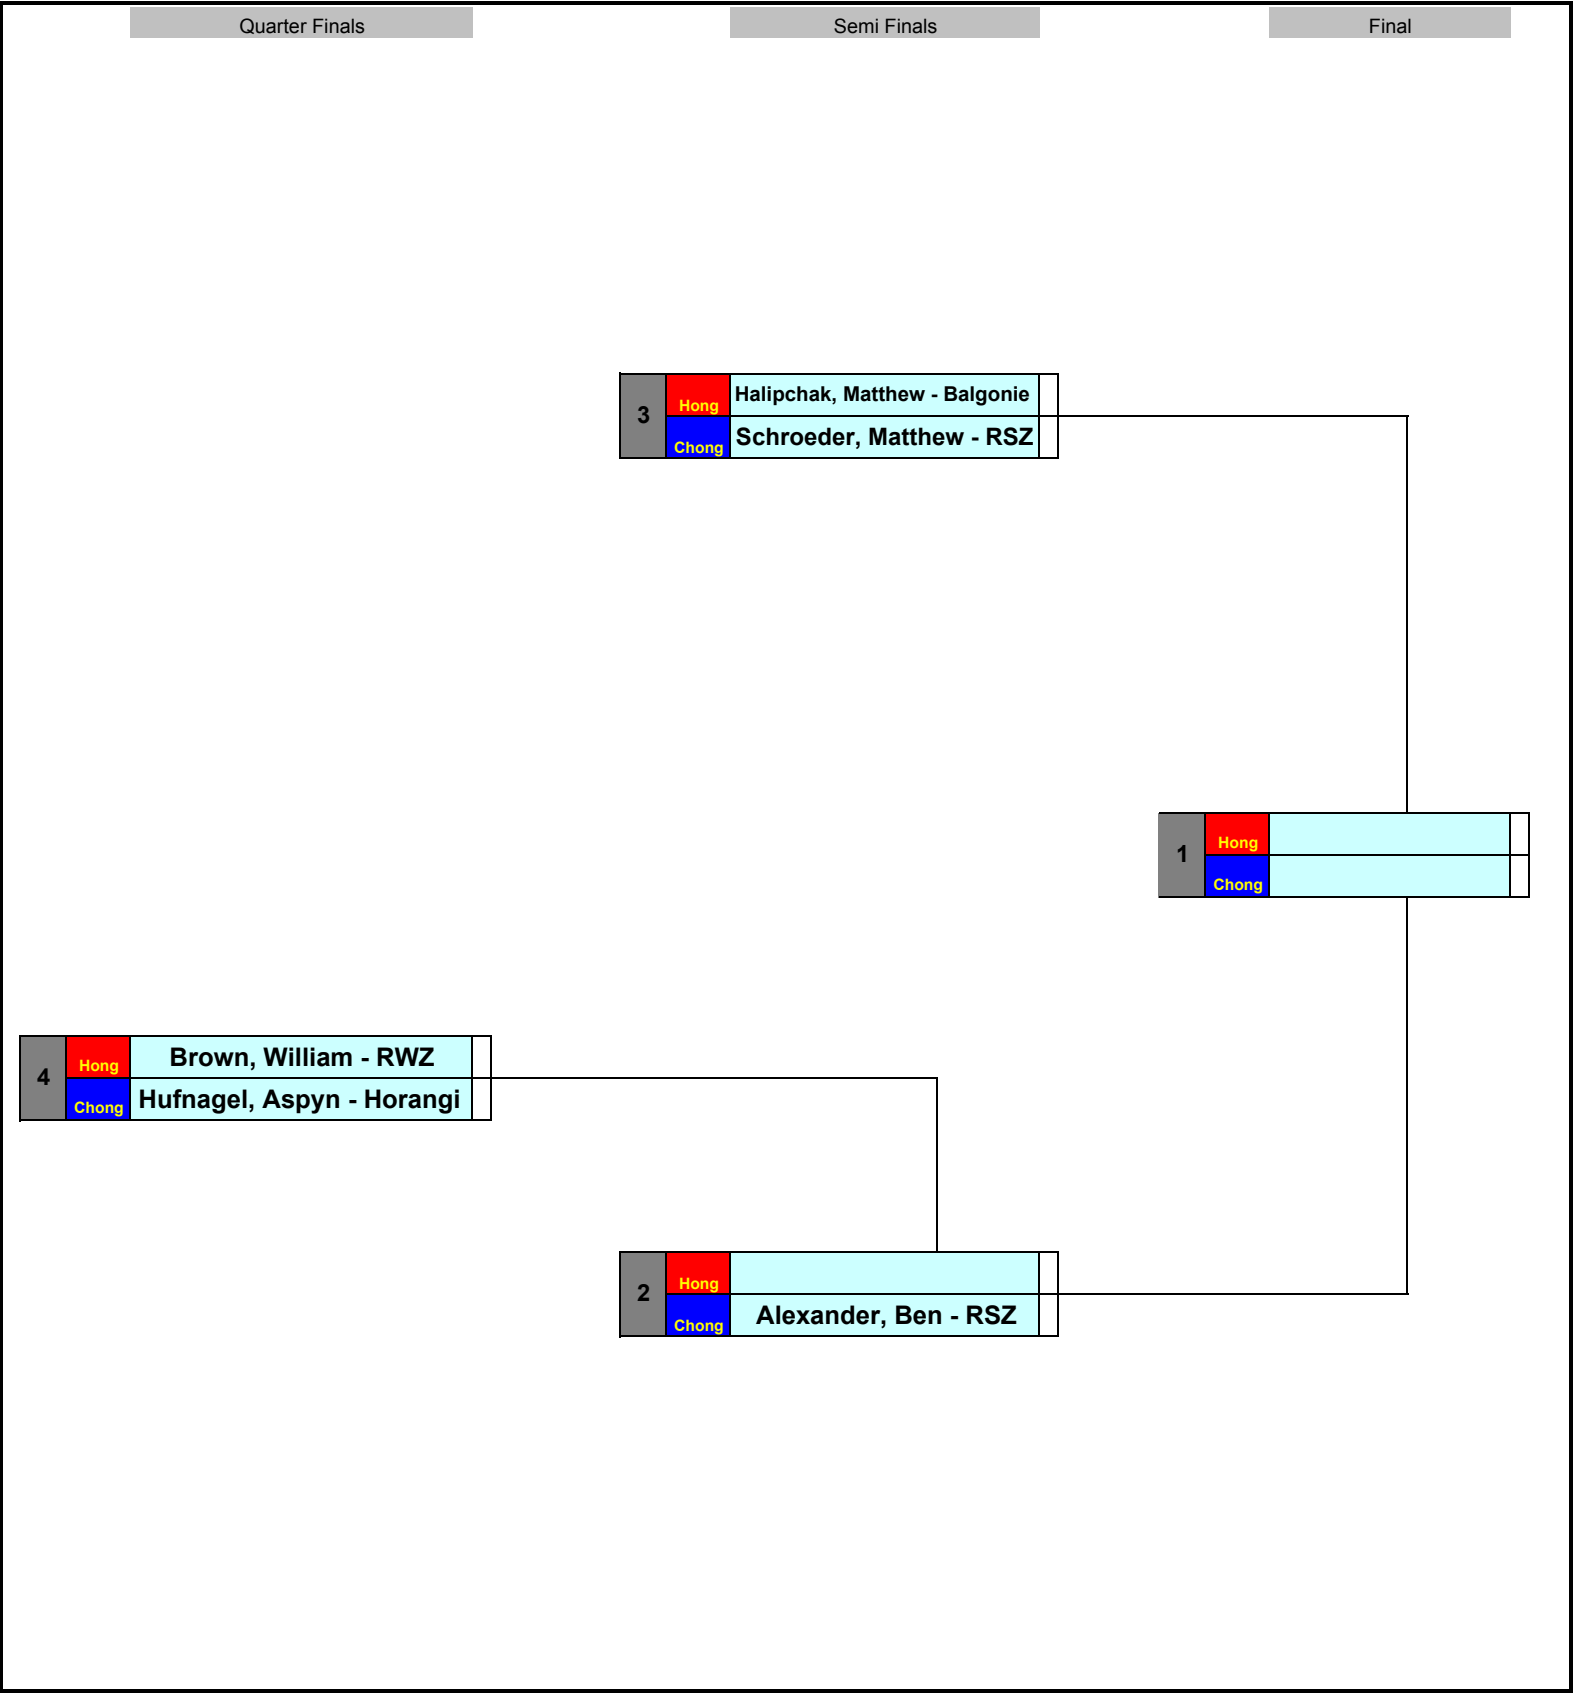 Quarter Finals
Semi Finals
Final
3
Hong
Halipchak, Matthew - Balgonie
Chong
Schroeder, Matthew - RSZ
1
Hong
Chong
4
Hong
Brown, William - RWZ
Chong
Hufnagel, Aspyn - Horangi
2
Hong
Chong
Alexander, Ben - RSZ